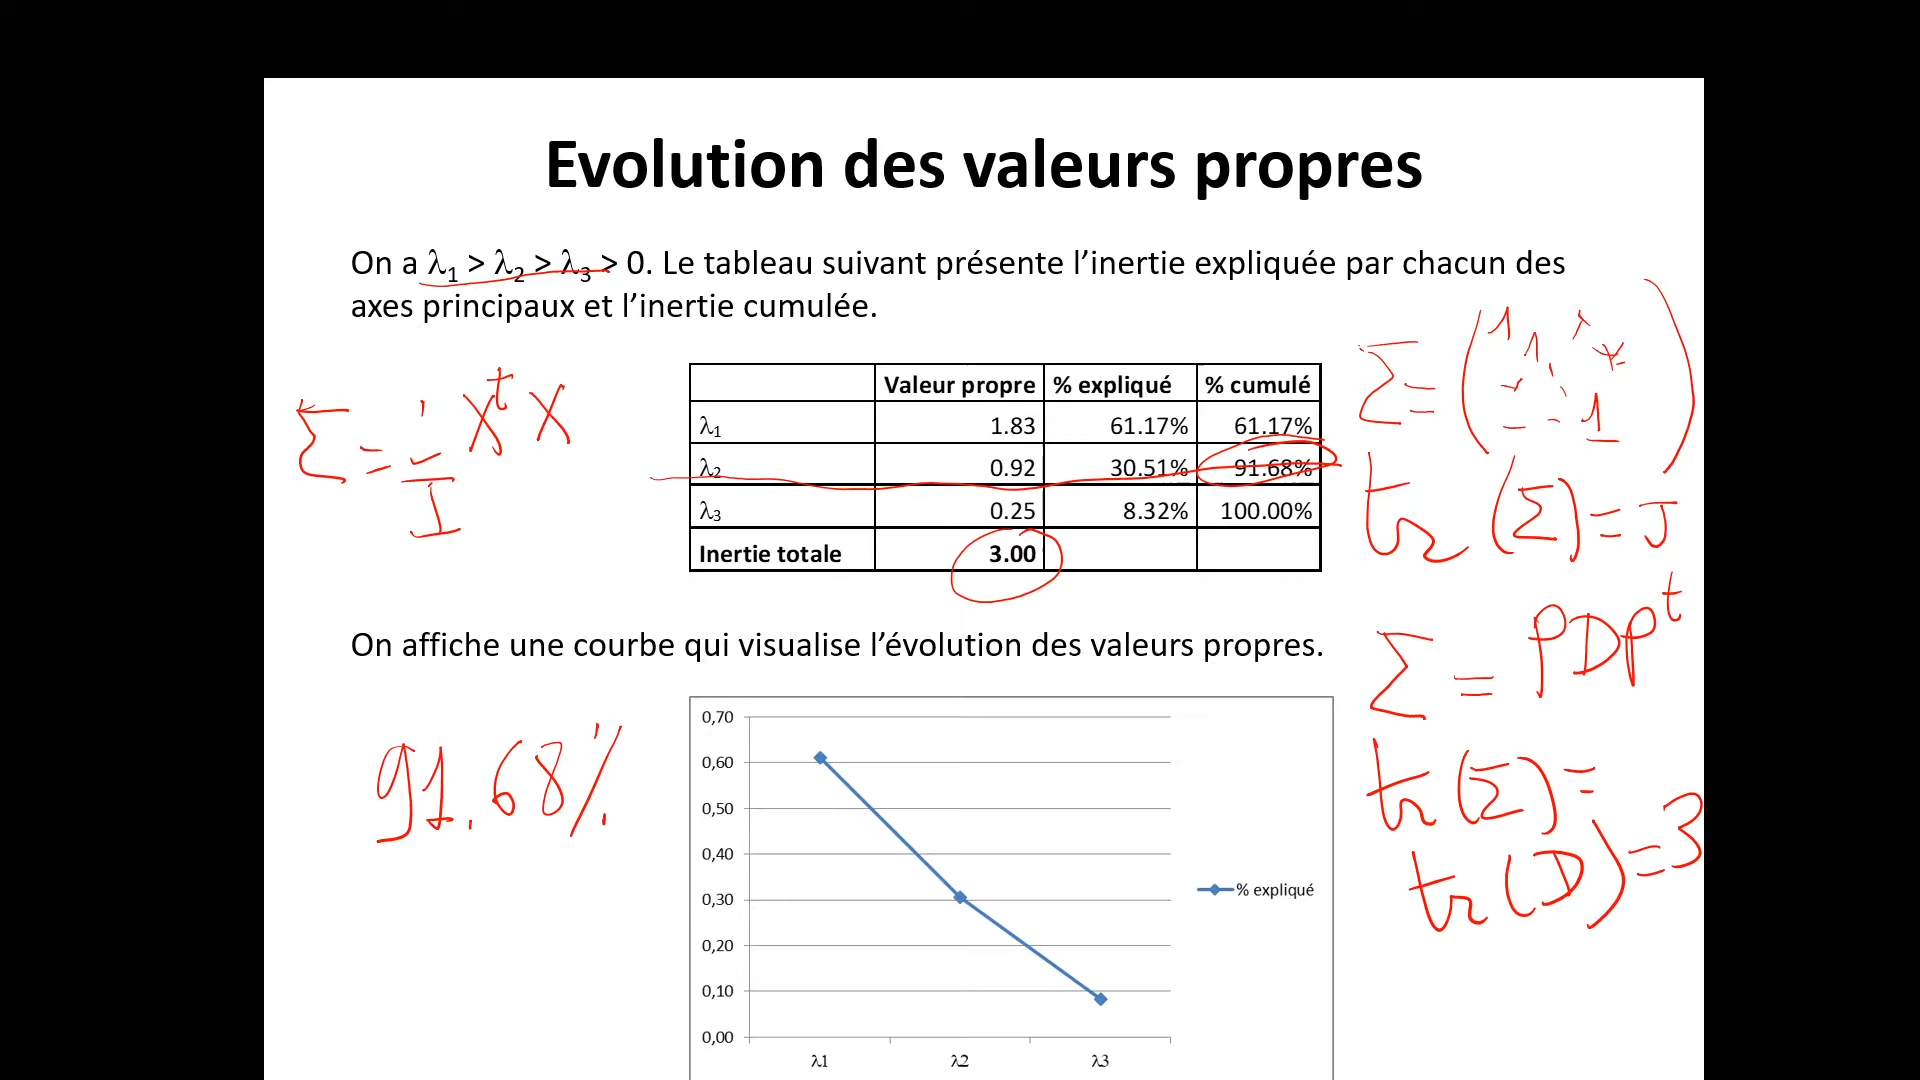 Evolution des valeurs propres
On a λ1 > λ2 > λ3 > 0. Le tableau suivant présente l’inertie expliquée par chacun des
axes principaux et l’inertie cumulée.
Valeur propre % expliqué % cumulé
λ1 1.83 61.17% 61.17%
λ2 0.92 30.51% 91.68%
λ3 0.25 8.32% 100.00%
Inertie totale 3.00
Σ = 1/I X^t X
Σ =
1 1 1
tr (Σ) = J
Σ = PDP^t
tr (Σ) =
tr (D) = 3
On affiche une courbe qui visualise l’évolution des valeurs propres.
91.68%
0,70
0,60
0,50
0,40
0,30
0,20
0,10
0,00
λ1 λ2 λ3
% expliqué